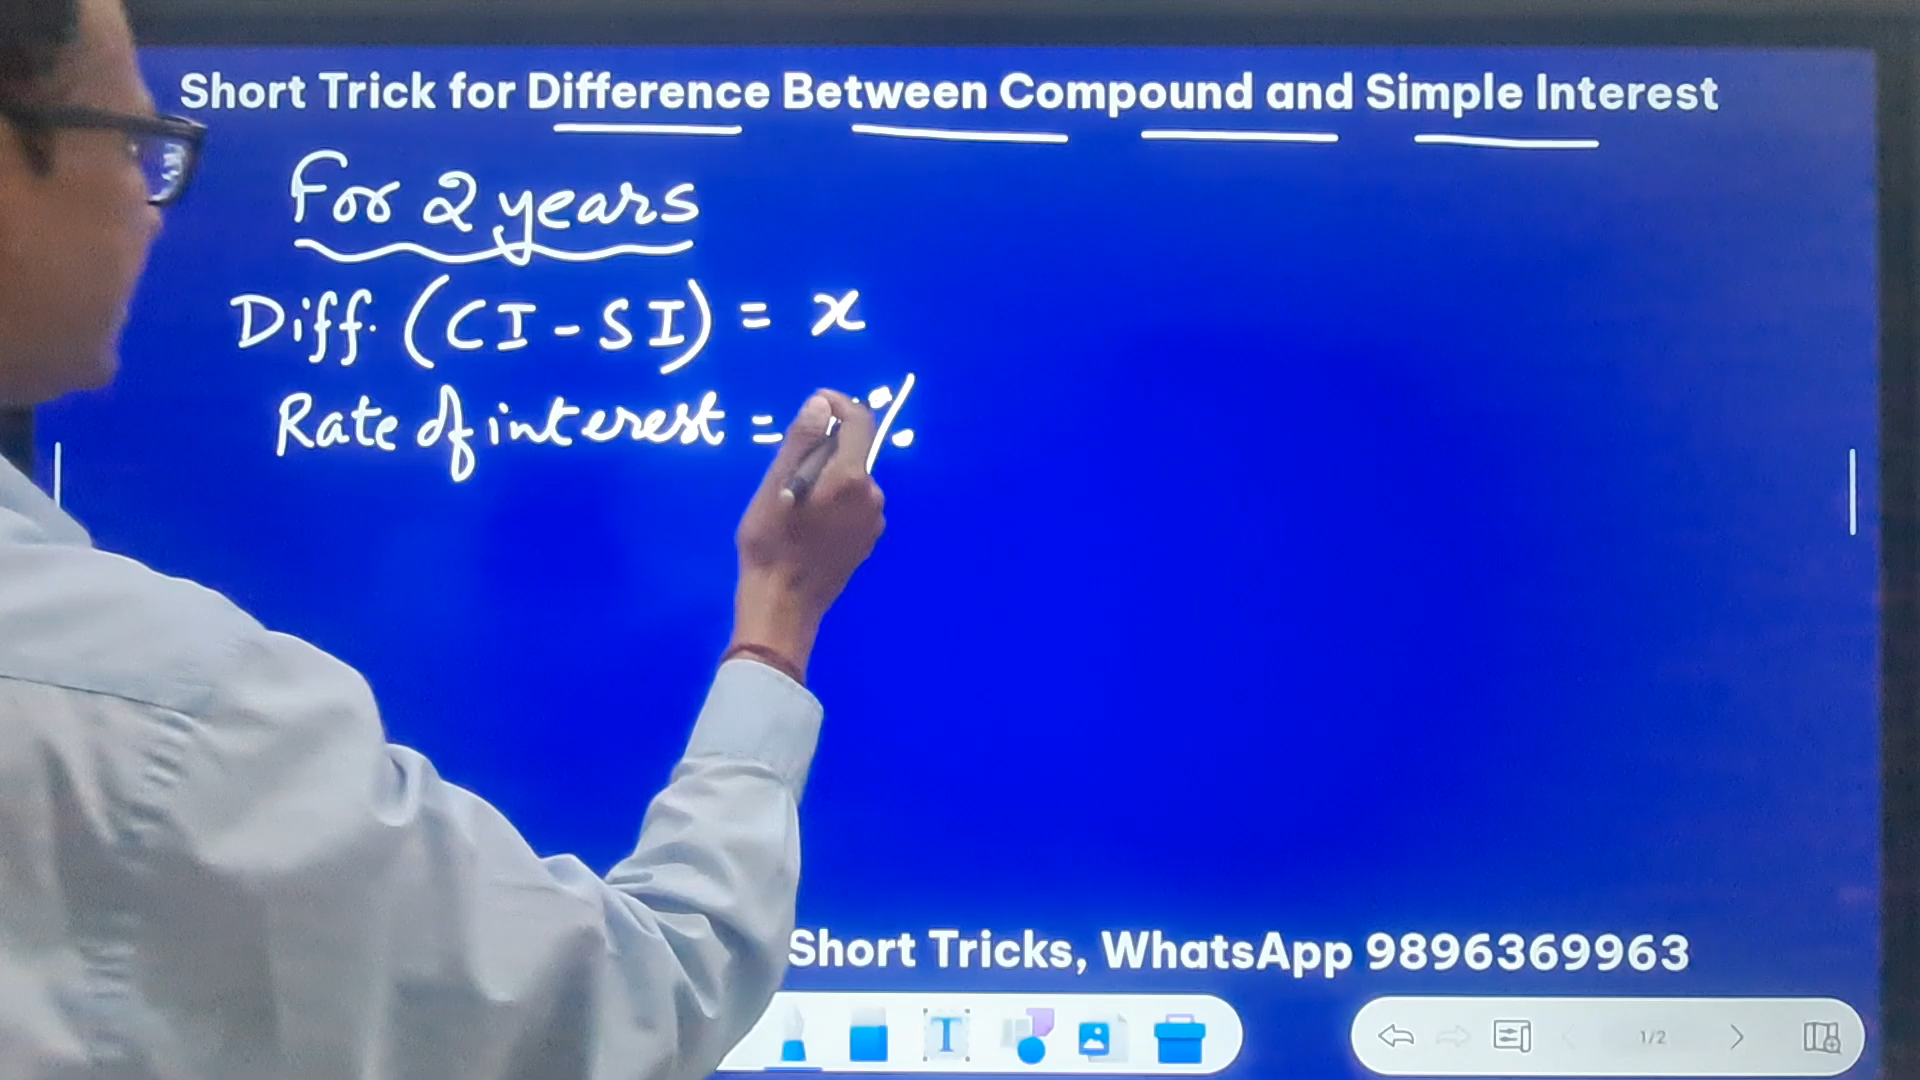 Short Trick for Difference Between Compound and Simple Interest
For 2 years
Diff. (CI-SI) = x
Rate of interest = %
Short Tricks, WhatsApp 9896369963
1/2